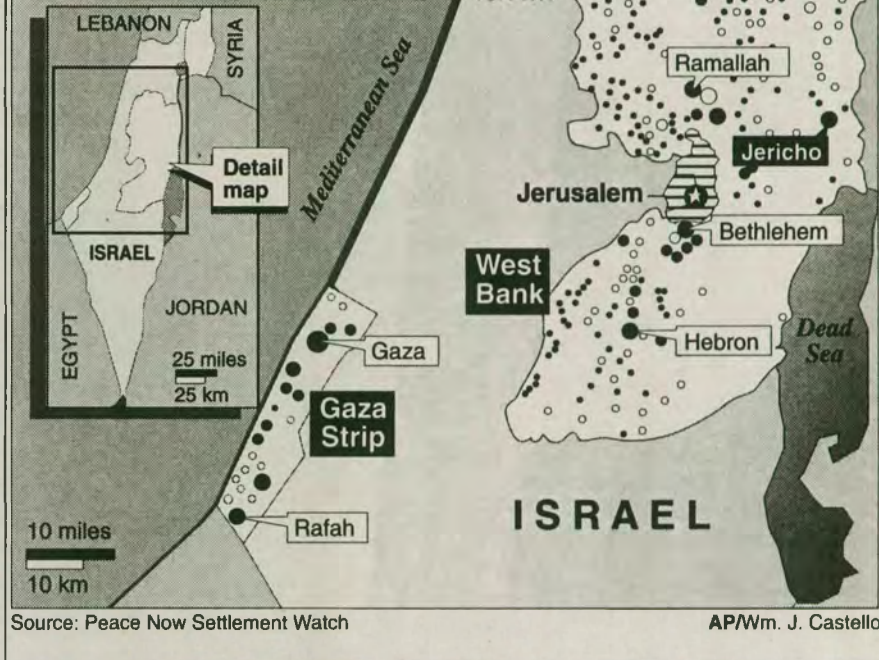 LEBANON
SYRIA
Detail
map
ISRAEL
JORDAN
EGYPT
25 miles
25 km
Mediterranean Sea
Ramallah
Jericho
Jerusalem
Bethlehem
West
Bank
Hebron
Dead
Sea
Gaza
Gaza
Strip
Rafah
ISRAEL
10 miles
10 km
Source: Peace Now Settlement Watch
AP/Wm. J. Castello